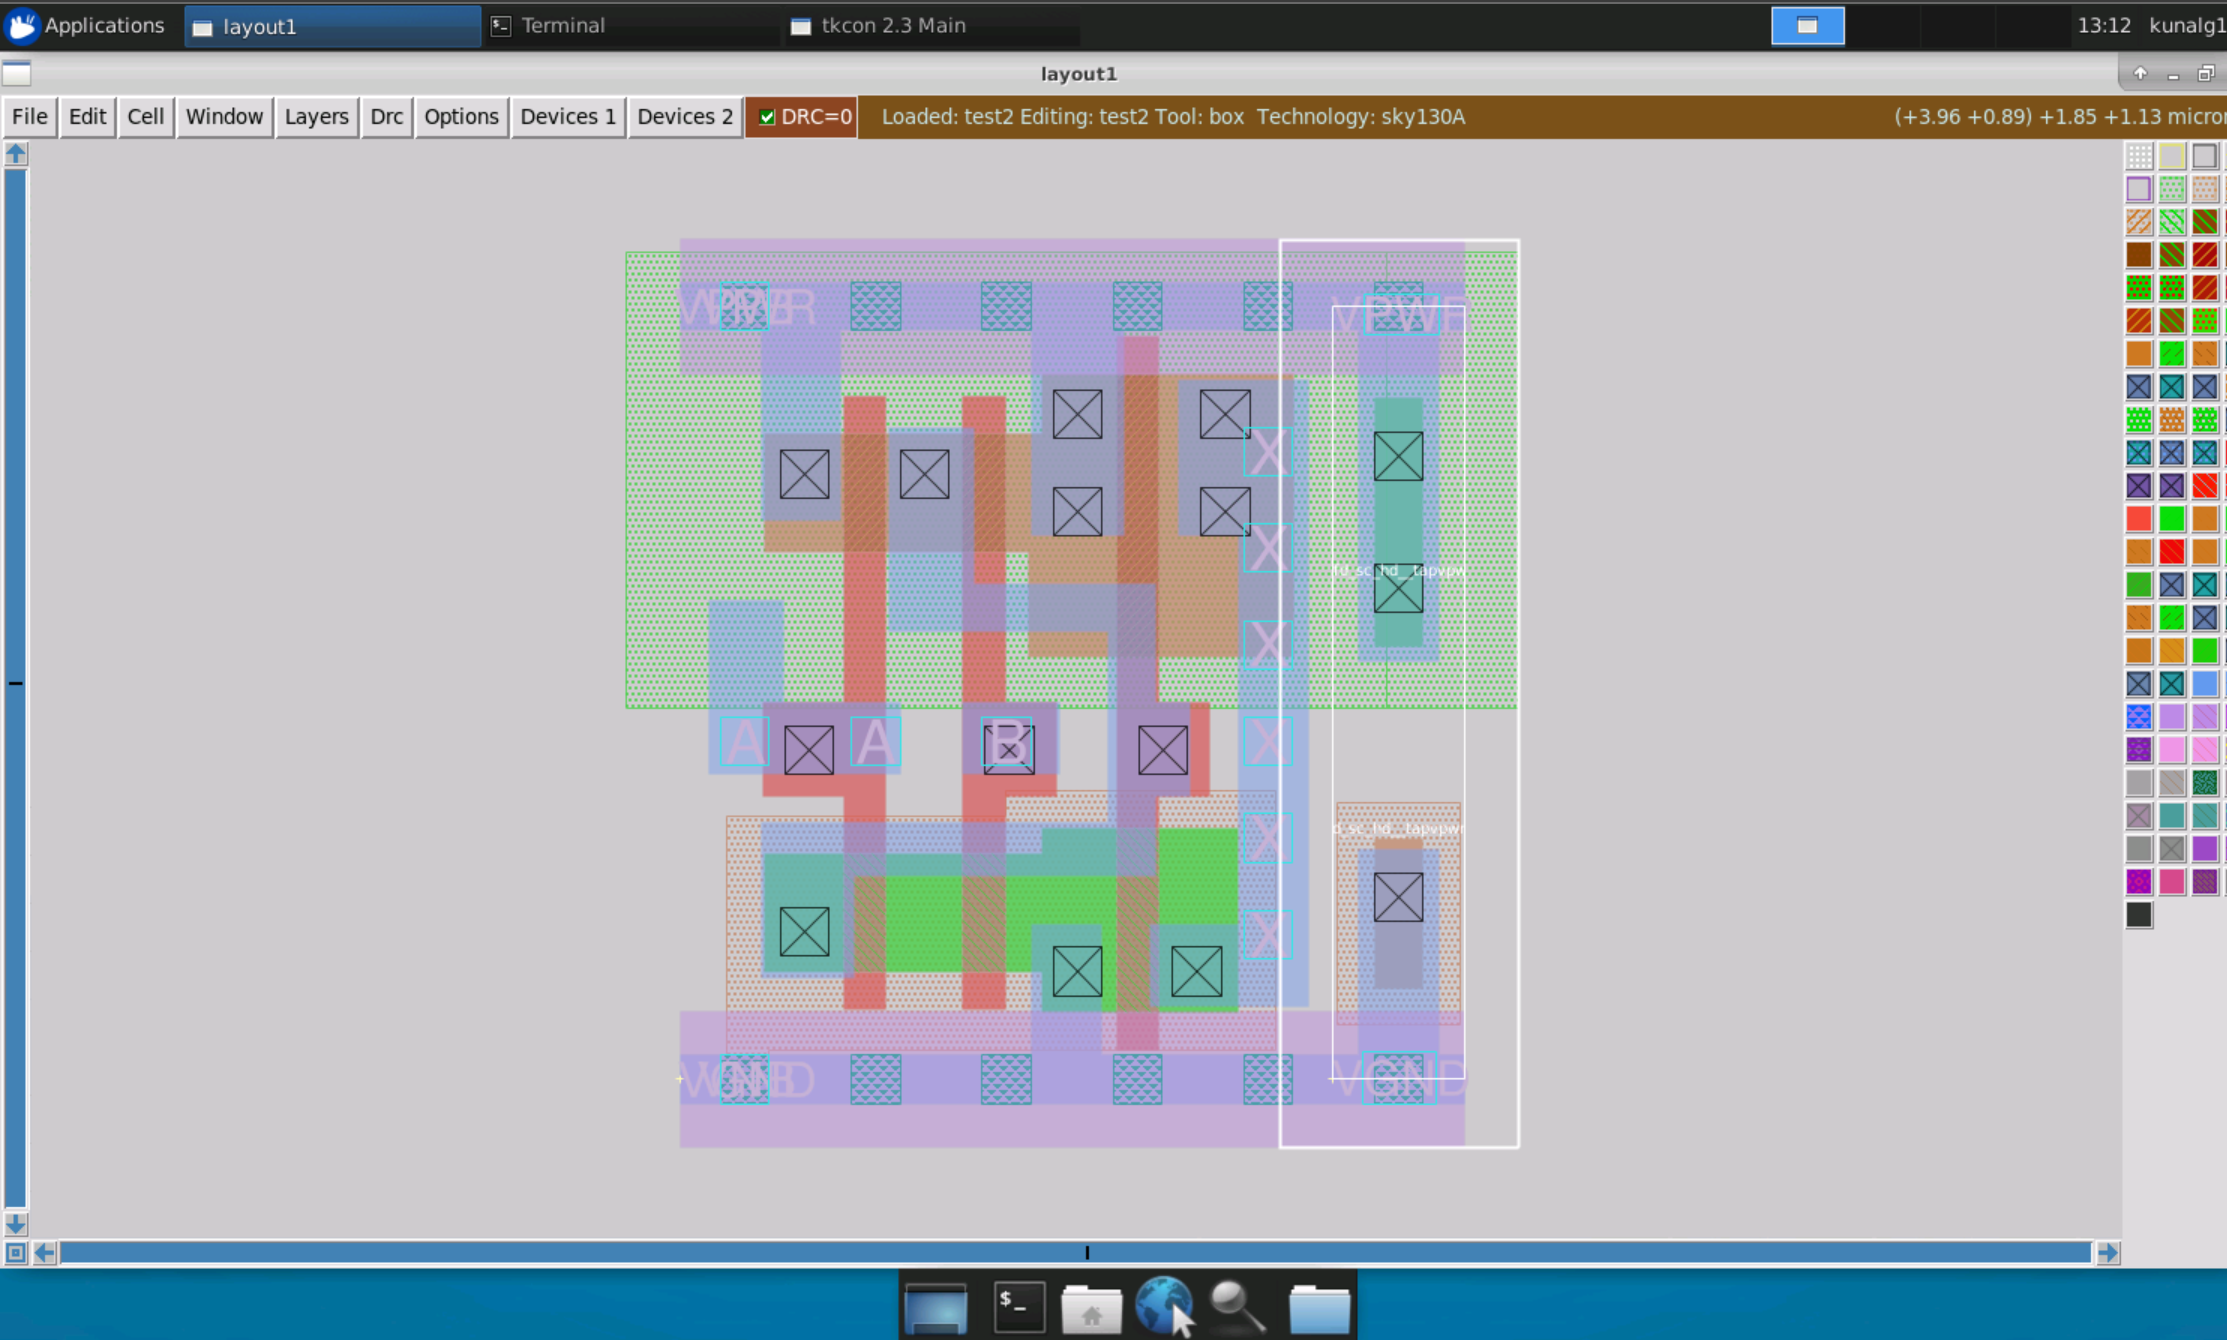 Applications
layout1
Terminal
tkcon 2.3 Main
13:12
kunalg1
layout1
File Edit Cell Window Layers Drc Options Devices 1 Devices 2 DRC=0 Loaded: test2 Editing: test2 Tool: box Technology: sky130A (+3.96 +0.89) +1.85 +1.13 micro
VPWR
X
X
fd_sc_hd__tapvpw
X
A
A
B
X
d_sc_hd__tapvpw
X
X
VGND
$_